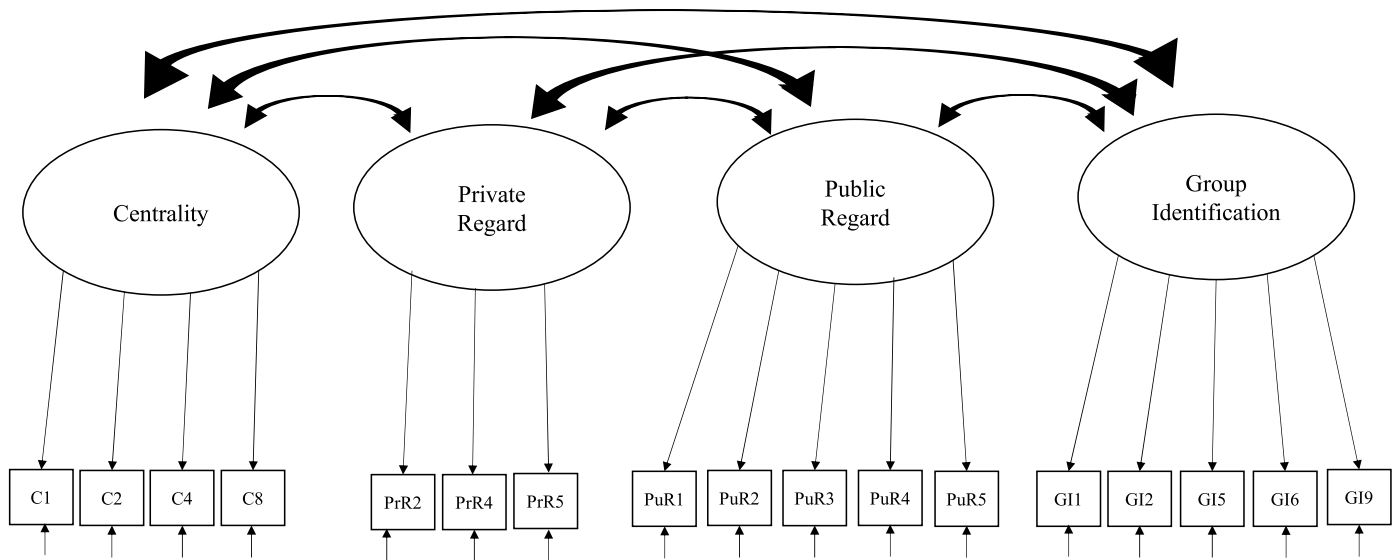 Centrality
Private
Regard
Public
Regard
Group
Identification
C1
C2
C4
C8
PrR2
PrR4
PrR5
PuR1
PuR2
PuR3
PuR4
PuR5
GI1
GI2
GI5
GI6
GI9